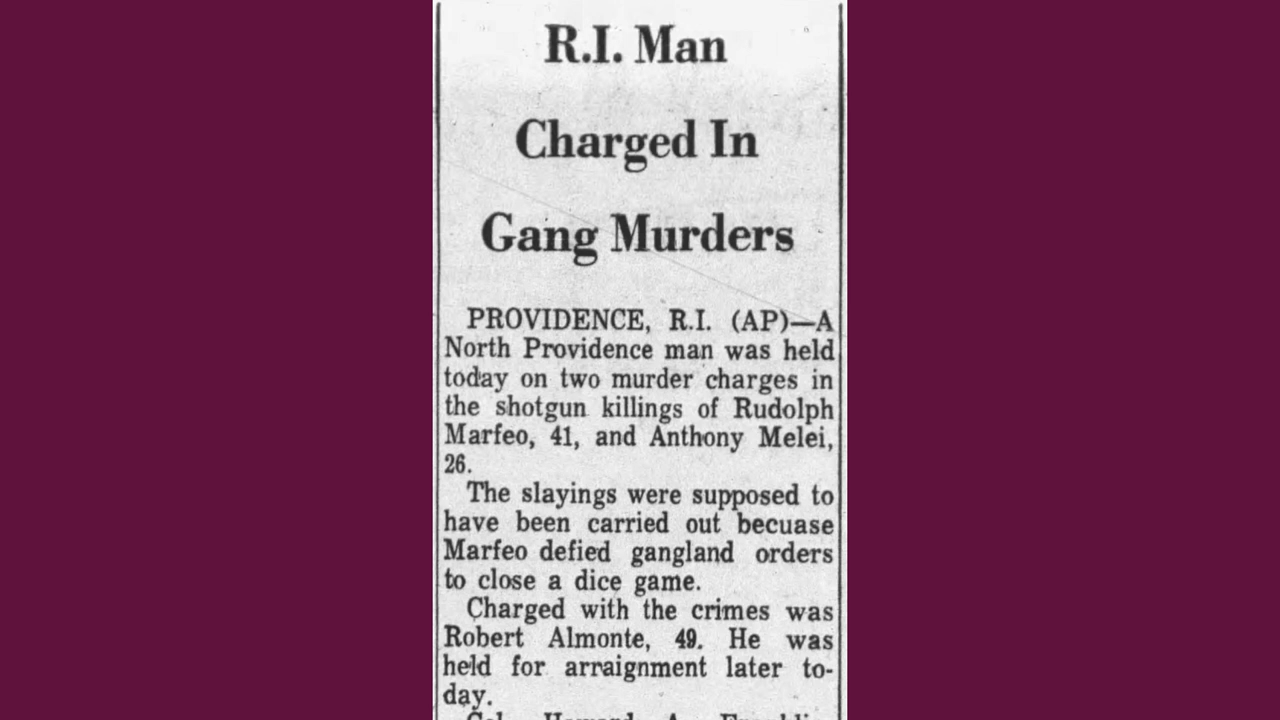 R.I. Man
Charged In
Gang Murders
PROVIDENCE, R.I. (AP)—A
North Providence man was held
today on two murder charges in
the shotgun killings of Rudolph
Marfeo, 41, and Anthony Melei,
26.
The slayings were supposed to
have been carried out becuase
Marfeo defied gangland orders
to close a dice game.
Charged with the crimes was
Robert Almonte, 49. He was
held for arraignment later to-
day.
Col. Howard A. Franklin,